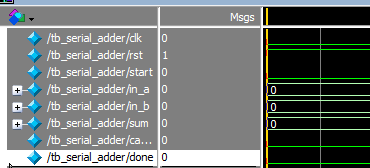 Msgs
/tb_serial_adder/clk 0
/tb_serial_adder/rst 1
/tb_serial_adder/start 0
/tb_serial_adder/in_a 0 0
/tb_serial_adder/in_b 0 0
/tb_serial_adder/sum 0 0
/tb_serial_adder/ca... 0
/tb_serial_adder/done 0